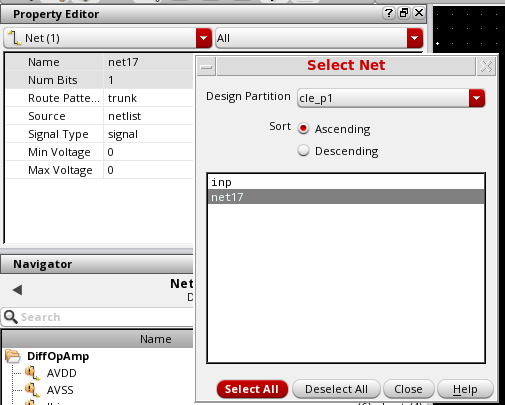 Property Editor
Net (1)
All
Name net17
Num Bits 1
Route Patte... trunk
Source netlist
Signal Type signal
Min Voltage 0
Max Voltage 0
Select Net
Design Partition cle_p1
Sort Ascending
Descending
inp
net17
Select All Deselect All Close Help
Navigator
Net
Search
Name
DiffOpAmp
AVDD
AVSS